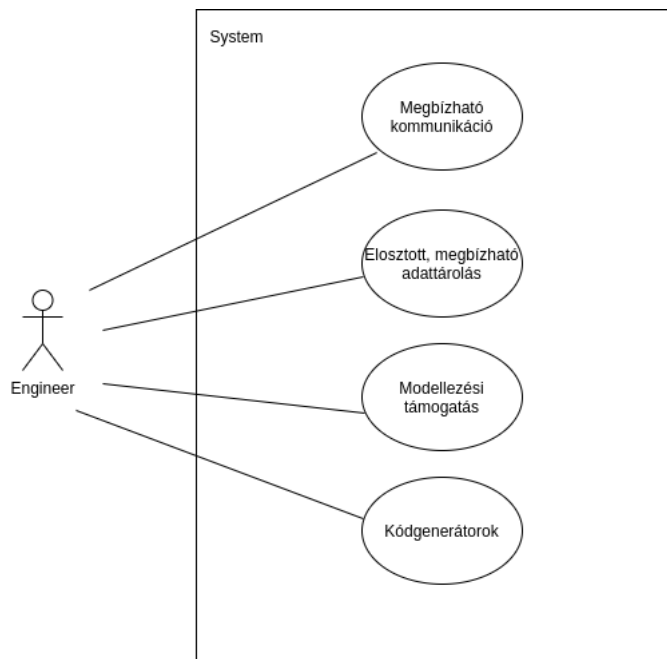 System
Megbízható
kommunikáció
Elosztott, megbízható
adattárolás
Engineer
Modellezési
támogatás
Kódgenerátorok